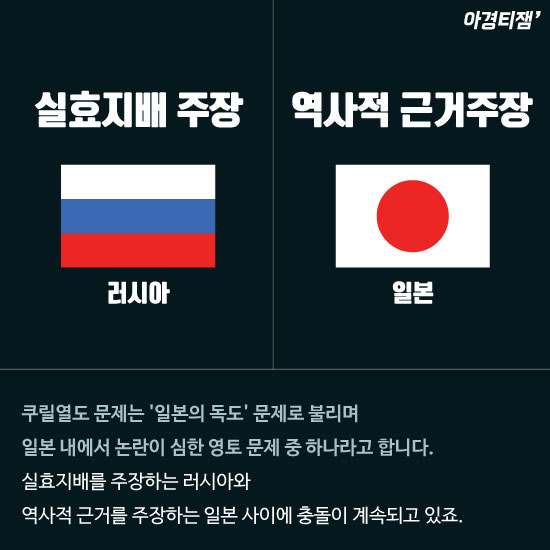 아경티잼'
실효지배 주장
역사적 근거주장
러시아
일본
쿠릴열도 문제는 '일본의 독도' 문제로 불리며
일본 내에서 논란이 심한 영토 문제 중 하나라고 합니다.
실효지배를 주장하는 러시아와
역사적 근거를 주장하는 일본 사이에 충돌이 계속되고 있죠.